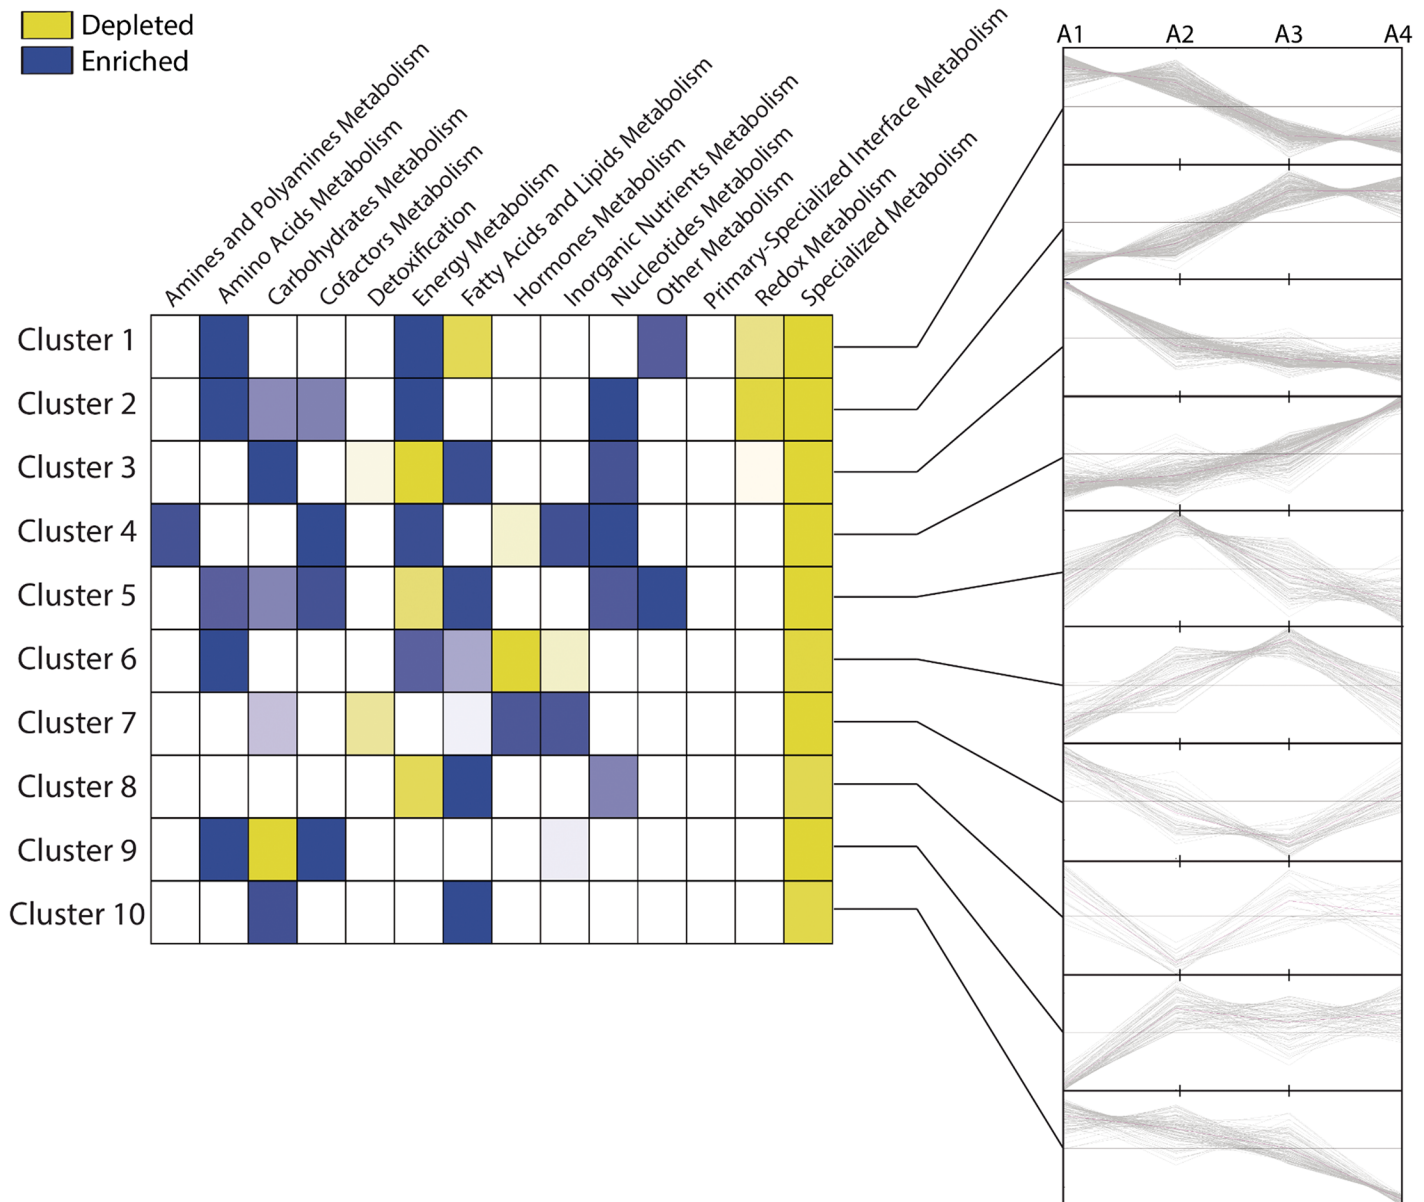 Depleted
Enriched
Amines and Polyamines Metabolism
Amino Acids Metabolism
Carbohydrates Metabolism
Cofactors Metabolism
Detoxification
Energy Metabolism
Fatty Acids and Lipids Metabolism
Hormones Metabolism
Inorganic Nutrients Metabolism
Nucleotides Metabolism
Other Metabolism
Primary-Specialized Interface Metabolism
Redox Metabolism
Specialized Metabolism
A1 A2 A3 A4
Cluster 1
Cluster 2
Cluster 3
Cluster 4
Cluster 5
Cluster 6
Cluster 7
Cluster 8
Cluster 9
Cluster 10